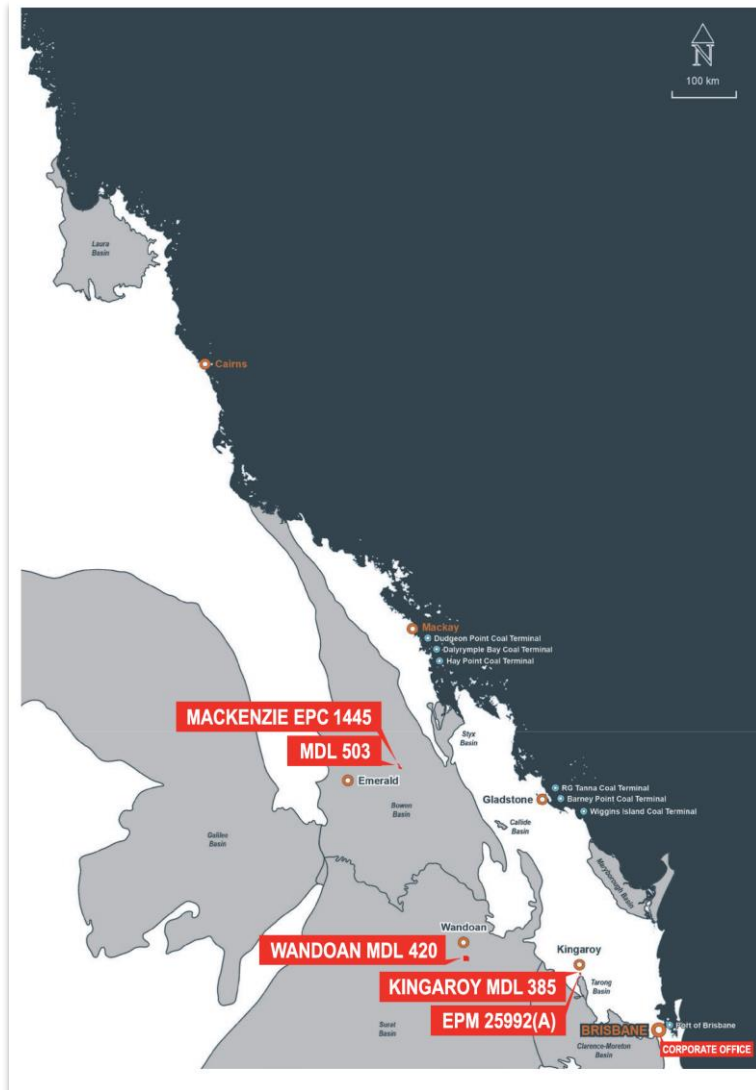 N
100 km
Laura
Basin
Cairns
Mackay
Dudgeon Point Coal Terminal
Dalyrymple Bay Coal Terminal
Hay Point Coal Terminal
MACKENZIE EPC 1445
MDL 503
Styx
Basin
Emerald
RG Tanna Coal Terminal
Gladstone
Barney Point Coal Terminal
Wiggins Island Coal Terminal
Bowen
Basin
Callide
Basin
Galilee
Basin
Maryborough Basin
Wandoan
WANDOAN MDL 420
Kingaroy
KINGAROY MDL 385
Tarong
Basin
EPM 25992(A)
Surat
Basin
BRISBANE
Port of Brisbane
Clarence-Moreton
Basin
CORPORATE OFFICE